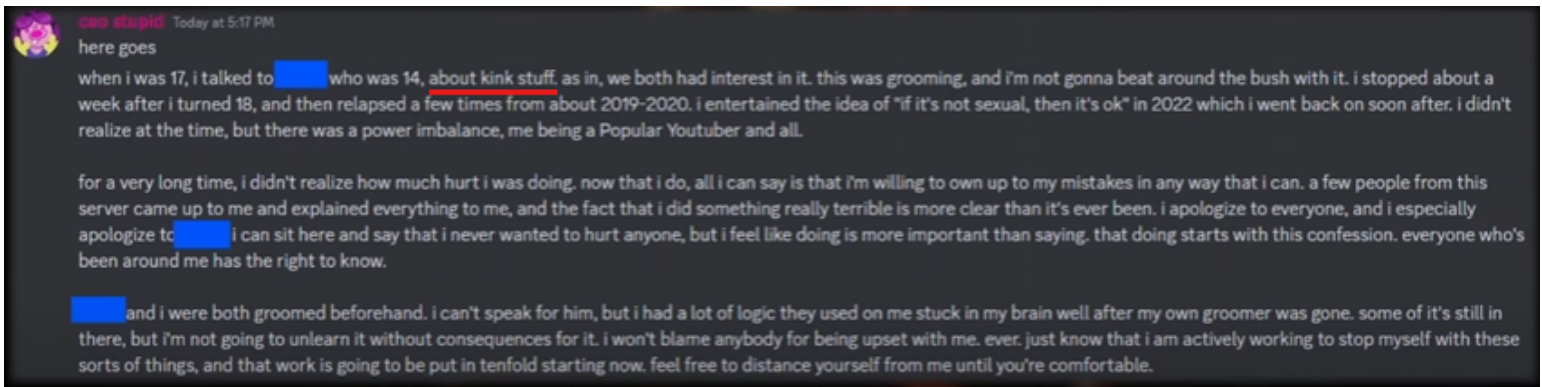 ceo stupid Today at 5:17 PM
here goes
when i was 17, i talked to who was 14, about kink stuff. as in, we both had interest in it. this was grooming, and i'm not gonna beat around the bush with it. i stopped about a
week after i turned 18, and then relapsed a few times from about 2019-2020. i entertained the idea of "if it's not sexual, then it's ok" in 2022 which i went back on soon after. i didn't
realize at the time, but there was a power imbalance, me being a Popular Youtuber and all.
for a very long time, i didn't realize how much hurt i was doing. now that i do, all i can say is that i'm willing to own up to my mistakes in any way that i can. a few people from this
server came up to me and explained everything to me, and the fact that i did something really terrible is more clear than it's ever been. i apologize to everyone, and i especially
apologize to i can sit here and say that i never wanted to hurt anyone, but i feel like doing is more important than saying. that doing starts with this confession. everyone who's
been around me has the right to know.
and i were both groomed beforehand. i can't speak for him, but i had a lot of logic they used on me stuck in my brain well after my own groomer was gone. some of it's still in
there, but i'm not going to unlearn it without consequences for it. i won't blame anybody for being upset with me. ever. just know that i am actively working to stop myself with these
sorts of things, and that work is going to be put in tenfold starting now. feel free to distance yourself from me until you're comfortable.